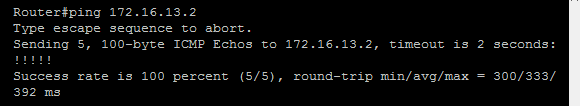 Router#ping 172.16.13.2
Type escape sequence to abort.
Sending 5, 100-byte ICMP Echos to 172.16.13.2, timeout is 2 seconds:
!!!!!
Success rate is 100 percent (5/5), round-trip min/avg/max = 300/333/
392 ms